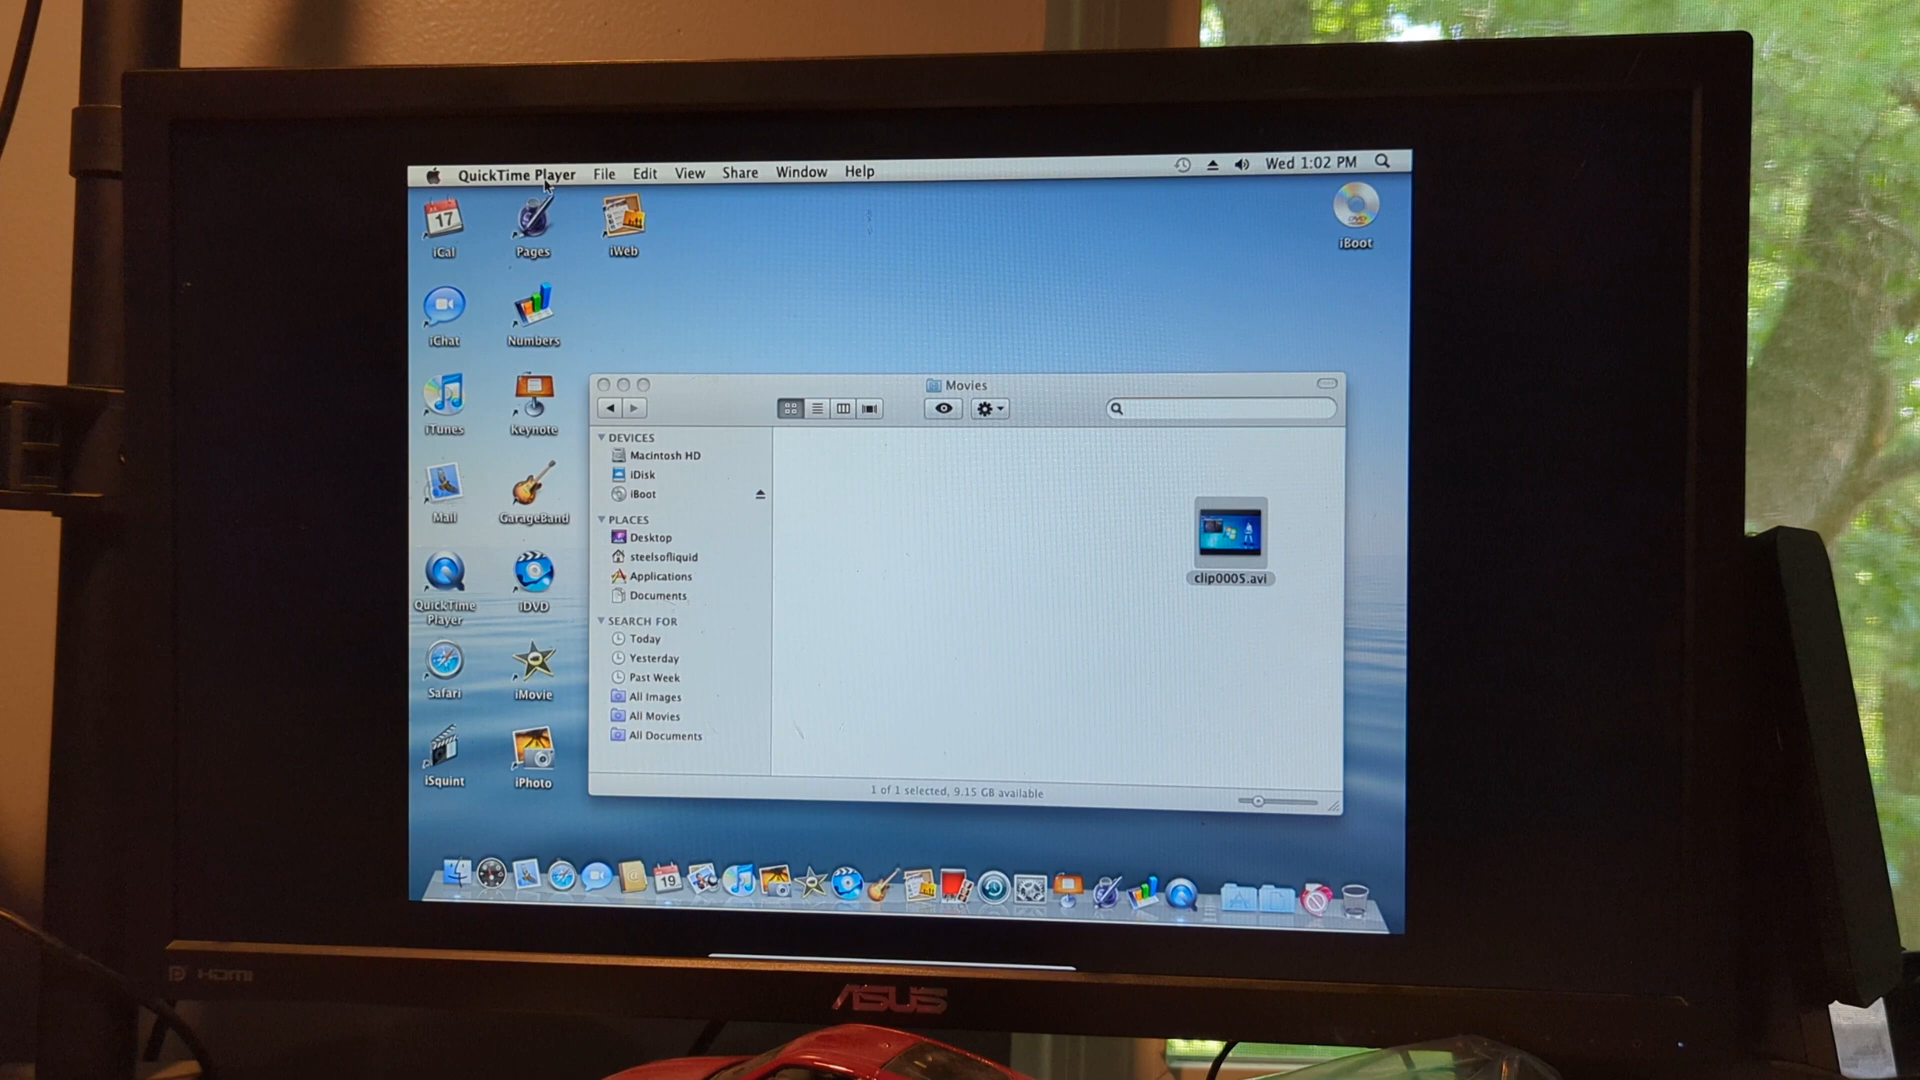 QuickTime Player File Edit View Share Window Help Wed 1:02 PM
17
iCal
Pages
iWeb
DVD
iBoot
iChat
Numbers
iTunes
Keynote
Mail
GarageBand
QuickTime
Player
iDVD
Safari
iMovie
iSquint
iPhoto
Movies
DEVICES
Macintosh HD
iDisk
iBoot
PLACES
Desktop
steelsofliquid
Applications
Documents
SEARCH FOR
Today
Yesterday
Past Week
All Images
All Movies
All Documents
clip0005.avi
1 of 1 selected, 9.15 GB available
19
HDMI
ASUS